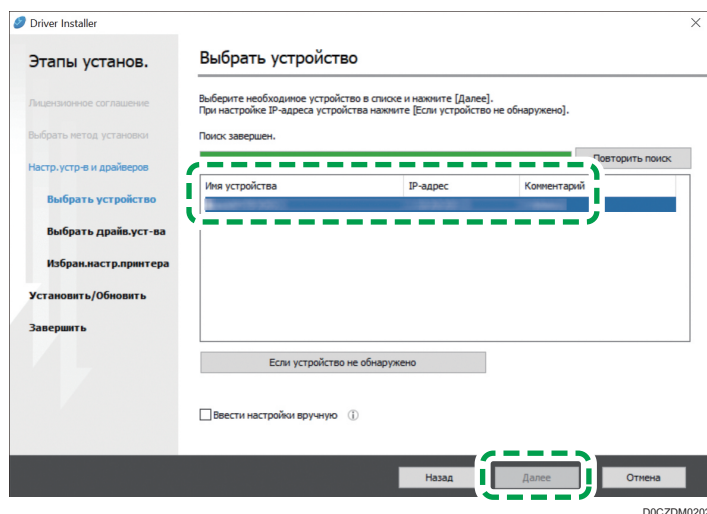 Driver Installer
Этапы установ.
Лицензионное соглашение
Выбрать метод установки
Настр.устр-в и драйверов
Выбрать устройство
Выбрать драйв.уст-ва
Избран.настр.принтера
Установить/Обновить
Завершить
Выбрать устройство
Выберите необходимое устройство в списке и нажмите [Далее].
При настройке IP-адреса устройства нажмите [Если устройство не обнаружено].
Поиск завершен.
Повторить поиск
Имя устройства IP-адрес Комментарий
Если устройство не обнаружено
Ввести настройки вручную
Назад Далее Отмена
D0CZDM0202